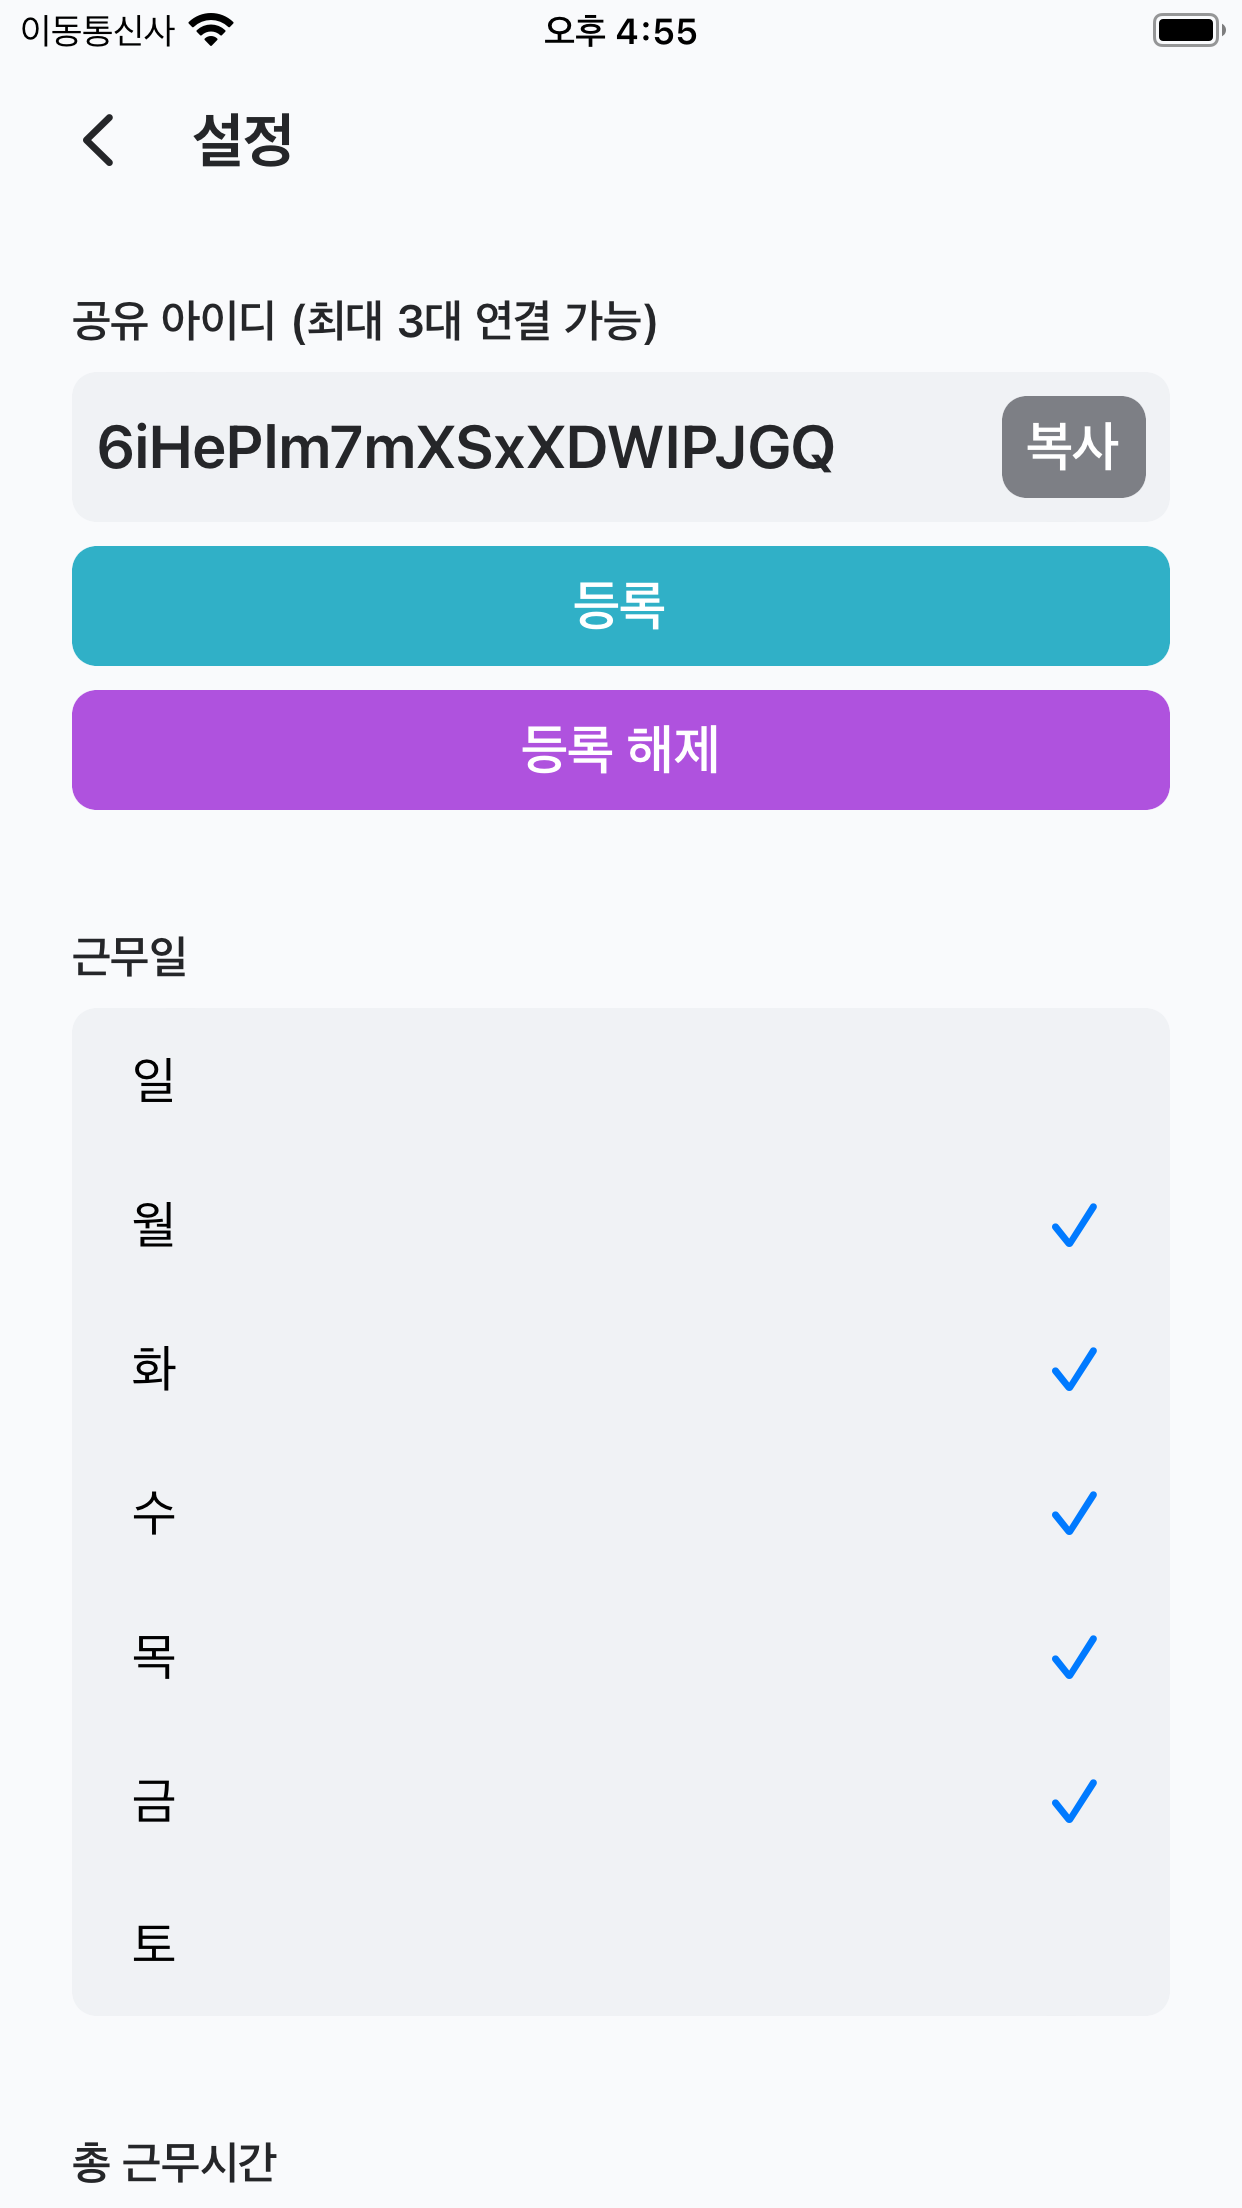 이동통신사 오후 4:55
설정
공유 아이디 (최대 3대 연결 가능)
6iHePlm7mXSxXDWIPJGQ 복사
등록
등록 해제
근무일
일
월
화
수
목
금
토
총 근무시간